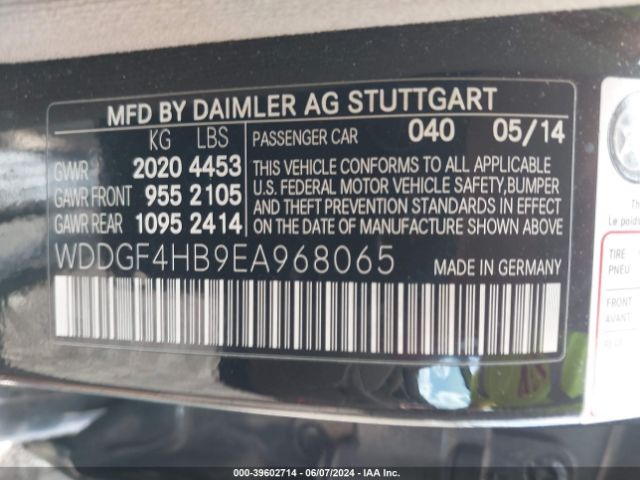 MFD BY DAIMLER AG STUTTGART
KG LBS
GVWR 2020 4453
GAWR FRONT 955 2105
GAWR REAR 1095 2414
PASSENGER CAR 040 05/14
THIS VEHICLE CONFORMS TO ALL APPLICABLE
U.S. FEDERAL MOTOR VEHICLE SAFETY, BUMPER
AND THEFT PREVENTION STANDARDS IN EFFECT
ON THE DATE OF MANUFACTURE SHOWN ABOVE
WDDGF4HB9EA968065 MADE IN GERMANY
The
Le poids
TIRE
PNEU
FRONT
AVANT
000-39602714 - 06/07/2024 - IAA Inc.